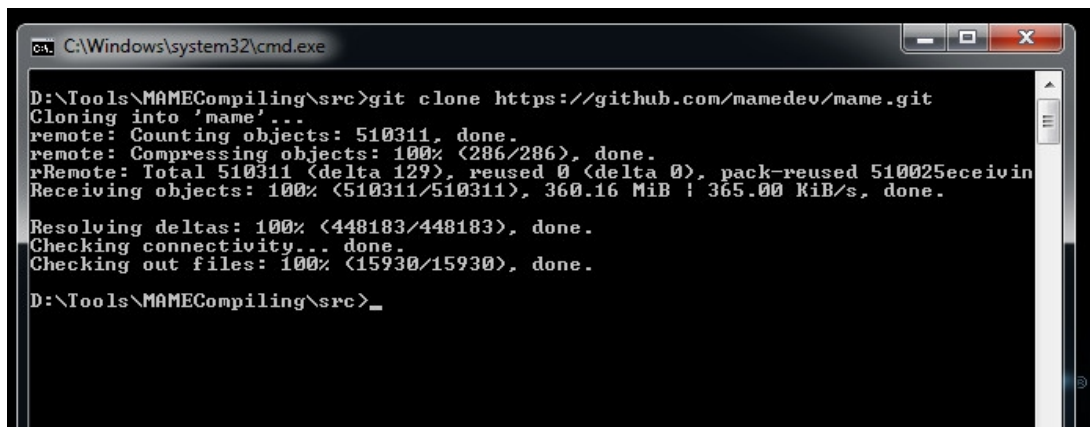 C:\Windows\system32\cmd.exe
D:\Tools\MAMECompiling\src>git clone https://github.com/mamedev/mame.git
Cloning into 'mame'...
remote: Counting objects: 510311, done.
remote: Compressing objects: 100% (286/286), done.
rRemote: Total 510311 (delta 129), reused 0 (delta 0), pack-reused 510025eceivin
Receiving objects: 100% (510311/510311), 360.16 MiB | 365.00 KiB/s, done.
Resolving deltas: 100% (448183/448183), done.
Checking connectivity... done.
Checking out files: 100% (15930/15930), done.
D:\Tools\MAMECompiling\src>_
®